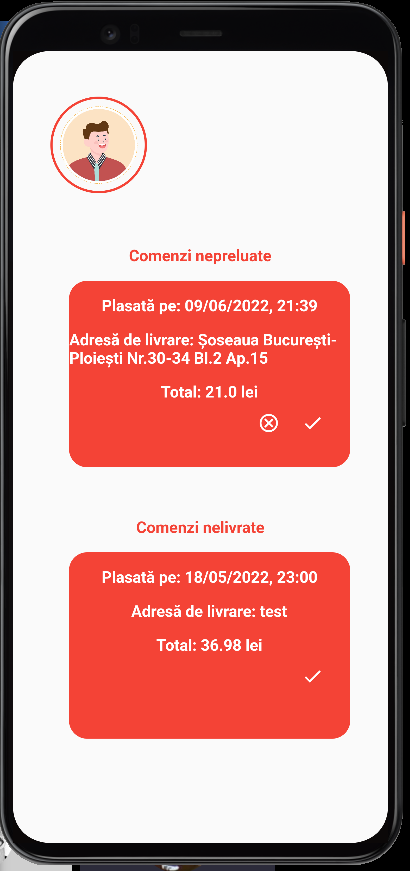 Comenzi nepreluate
Plasată pe: 09/06/2022, 21:39
Adresă de livrare: Șoseaua București-
Ploiești Nr.30-34 Bl.2 Ap.15
Total: 21.0 lei
Comenzi nelivrate
Plasată pe: 18/05/2022, 23:00
Adresă de livrare: test
Total: 36.98 lei